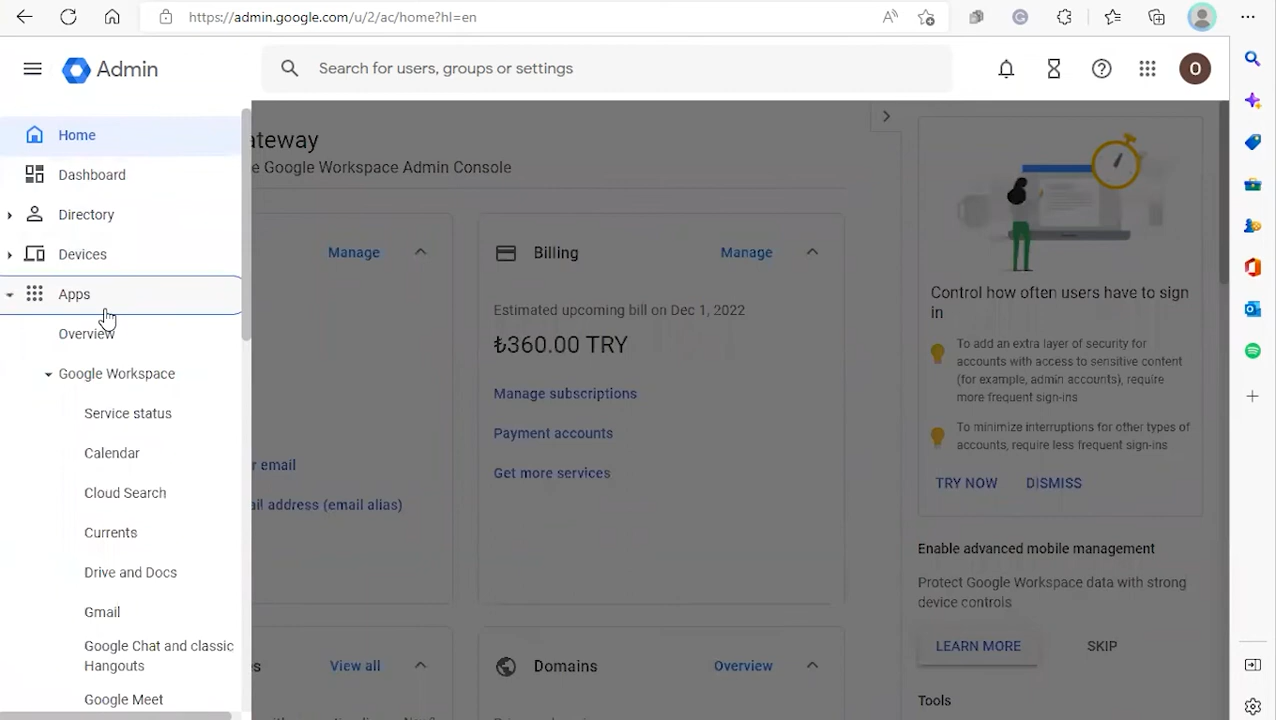 https://admin.google.com/u/2/ac/home?hl=en
Admin
Search for users, groups or settings
O
Home
Dashboard
Directory
Devices
Apps
Overview
Google Workspace
Service status
Calendar
Cloud Search
Currents
Drive and Docs
Gmail
Google Chat and classic
Hangouts
Google Meet
ateway
e Google Workspace Admin Console
Manage
r email
ail address (email alias)
Billing
Manage
Estimated upcoming bill on Dec 1, 2022
₺360.00 TRY
Manage subscriptions
Payment accounts
Get more services
es
View all
Domains
Overview
Control how often users have to sign
in
To add an extra layer of security for
accounts with access to sensitive content
(for example, admin accounts), require
more frequent sign-ins
To minimize interruptions for other types of
accounts, require less frequent sign-ins
TRY NOW
DISMISS
Enable advanced mobile management
Protect Google Workspace data with strong
device controls
LEARN MORE
SKIP
Tools